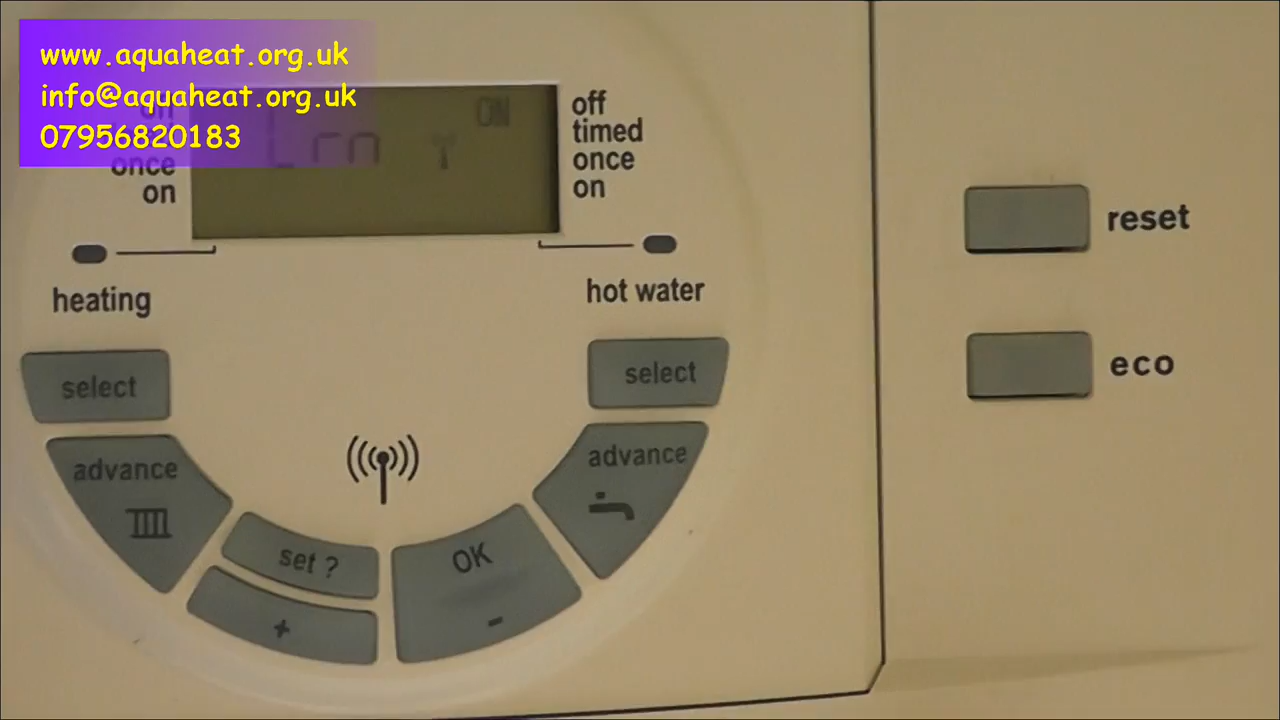 www.aquaheat.org.uk
info@aquaheat.org.uk
07956820183
once
on
Lrn
ON
off
timed
once
on
heating
hot water
select
select
advance
advance
set ?
OK
+
-
reset
eco